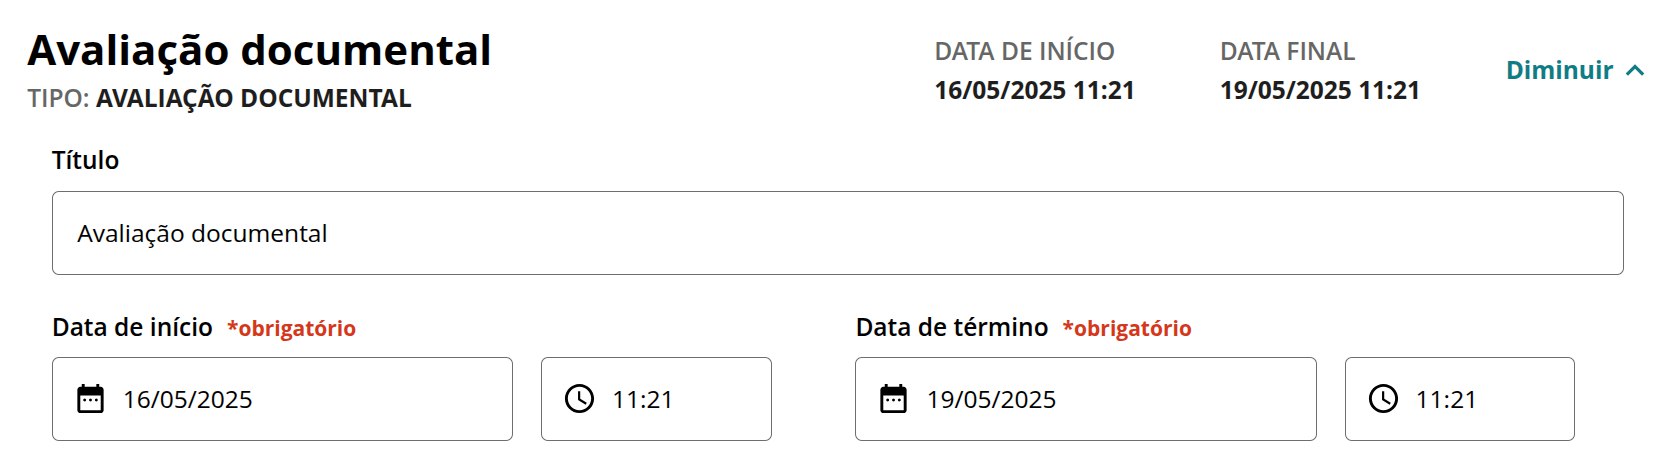 Avaliação documental
TIPO: AVALIAÇÃO DOCUMENTAL
DATA DE INÍCIO
16/05/2025 11:21
DATA FINAL
19/05/2025 11:21
Diminuir
Título
Avaliação documental
Data de início *obrigatório
16/05/2025
11:21
Data de término *obrigatório
19/05/2025
11:21